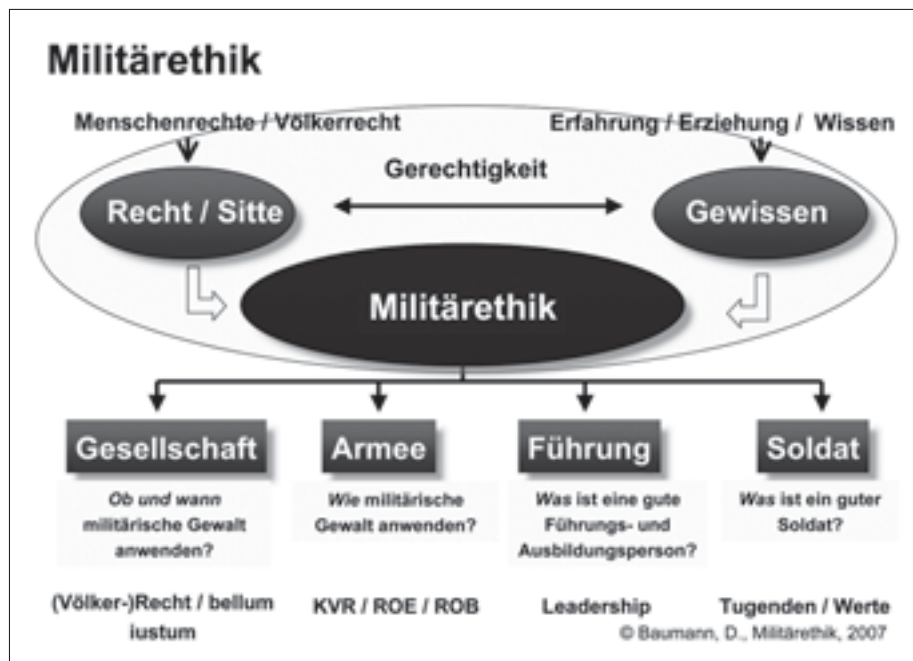 Militärethik
Menschenrechte / Völkerrecht
Erfahrung / Erziehung / Wissen
Gerechtigkeit
Recht / Sitte
Gewissen
Militärethik
Gesellschaft
Armee
Führung
Soldat
Ob und wann
militärische Gewalt
anwenden?
Wie militärische
Gewalt anwenden?
Was ist eine gute
Führungs- und
Ausbildungsperson?
Was ist ein guter
Soldat?
(Völker-)Recht / bellum
iustum
KVR / ROE / ROB
Leadership
Tugenden / Werte
© Baumann, D., Militärethik, 2007